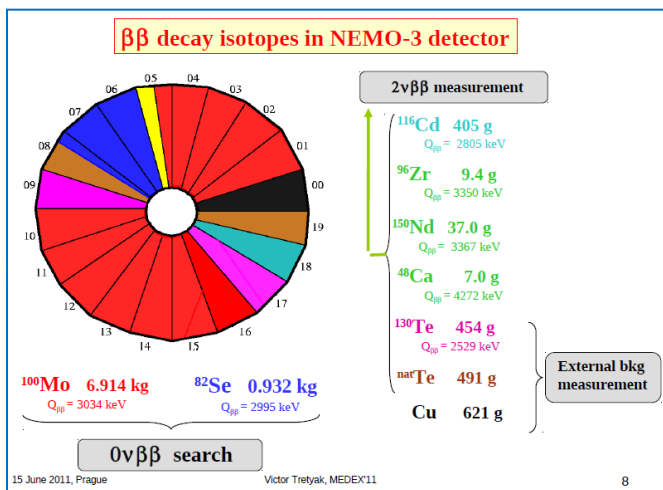 ββ decay isotopes in NEMO-3 detector
05
04
06
03
07
02
08
01
09
00
10
19
11
18
12
17
13
16
14
15
2νββ measurement
¹¹⁶Cd 405 g
Qββ = 2805 keV
⁹⁶Zr 9.4 g
Qββ = 3350 keV
¹⁵⁰Nd 37.0 g
Qββ = 3367 keV
⁴⁸Ca 7.0 g
Qββ = 4272 keV
¹³⁰Te 454 g
Qββ = 2529 keV
ⁿᵃᵗTe 491 g
Cu 621 g
External bkg
measurement
¹⁰⁰Mo 6.914 kg
Qββ = 3034 keV
⁸²Se 0.932 kg
Qββ = 2995 keV
0νββ search
15 June 2011, Prague
Victor Tretyak, MEDEX'11
8